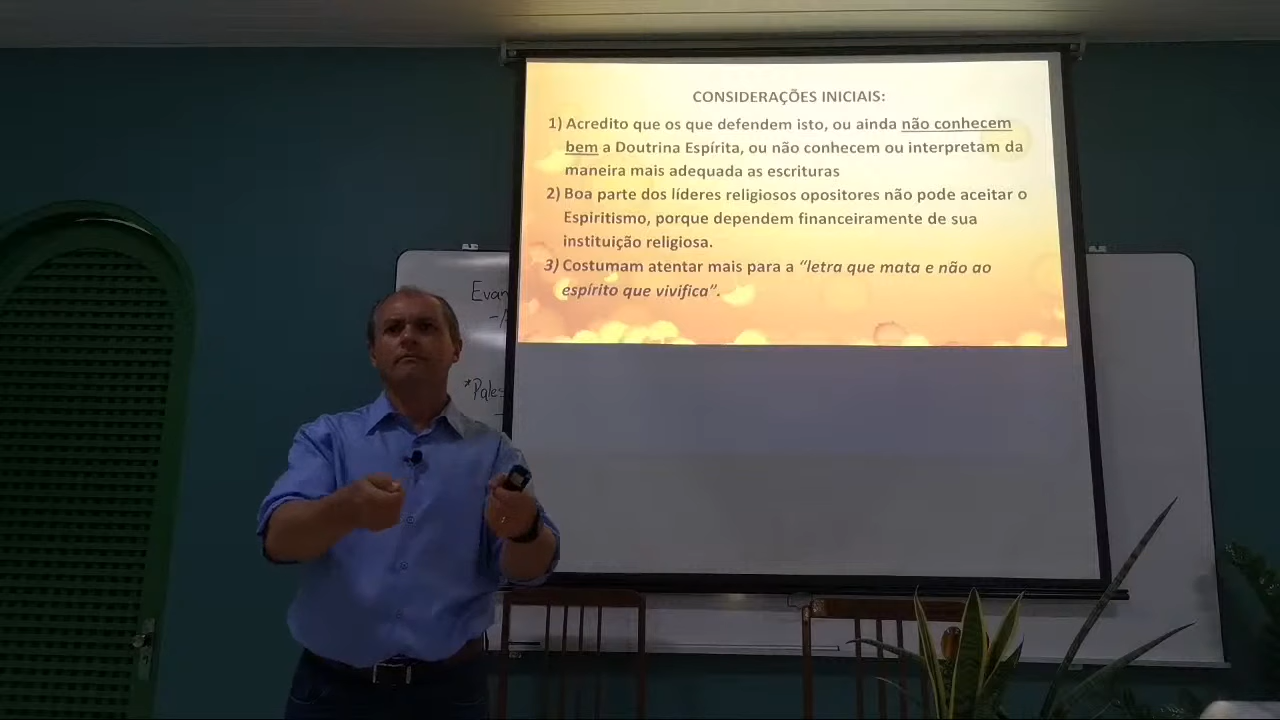 CONSIDERAÇÕES INICIAIS:
1) Acredito que os que defendem isto, ou ainda não conhecem
bem a Doutrina Espírita, ou não conhecem ou interpretam da
maneira mais adequada as escrituras
2) Boa parte dos líderes religiosos opositores não pode aceitar o
Espiritismo, porque dependem financeiramente de sua
instituição religiosa.
3) Costumam atentar mais para a “letra que mata e não ao
espírito que vivifica”.